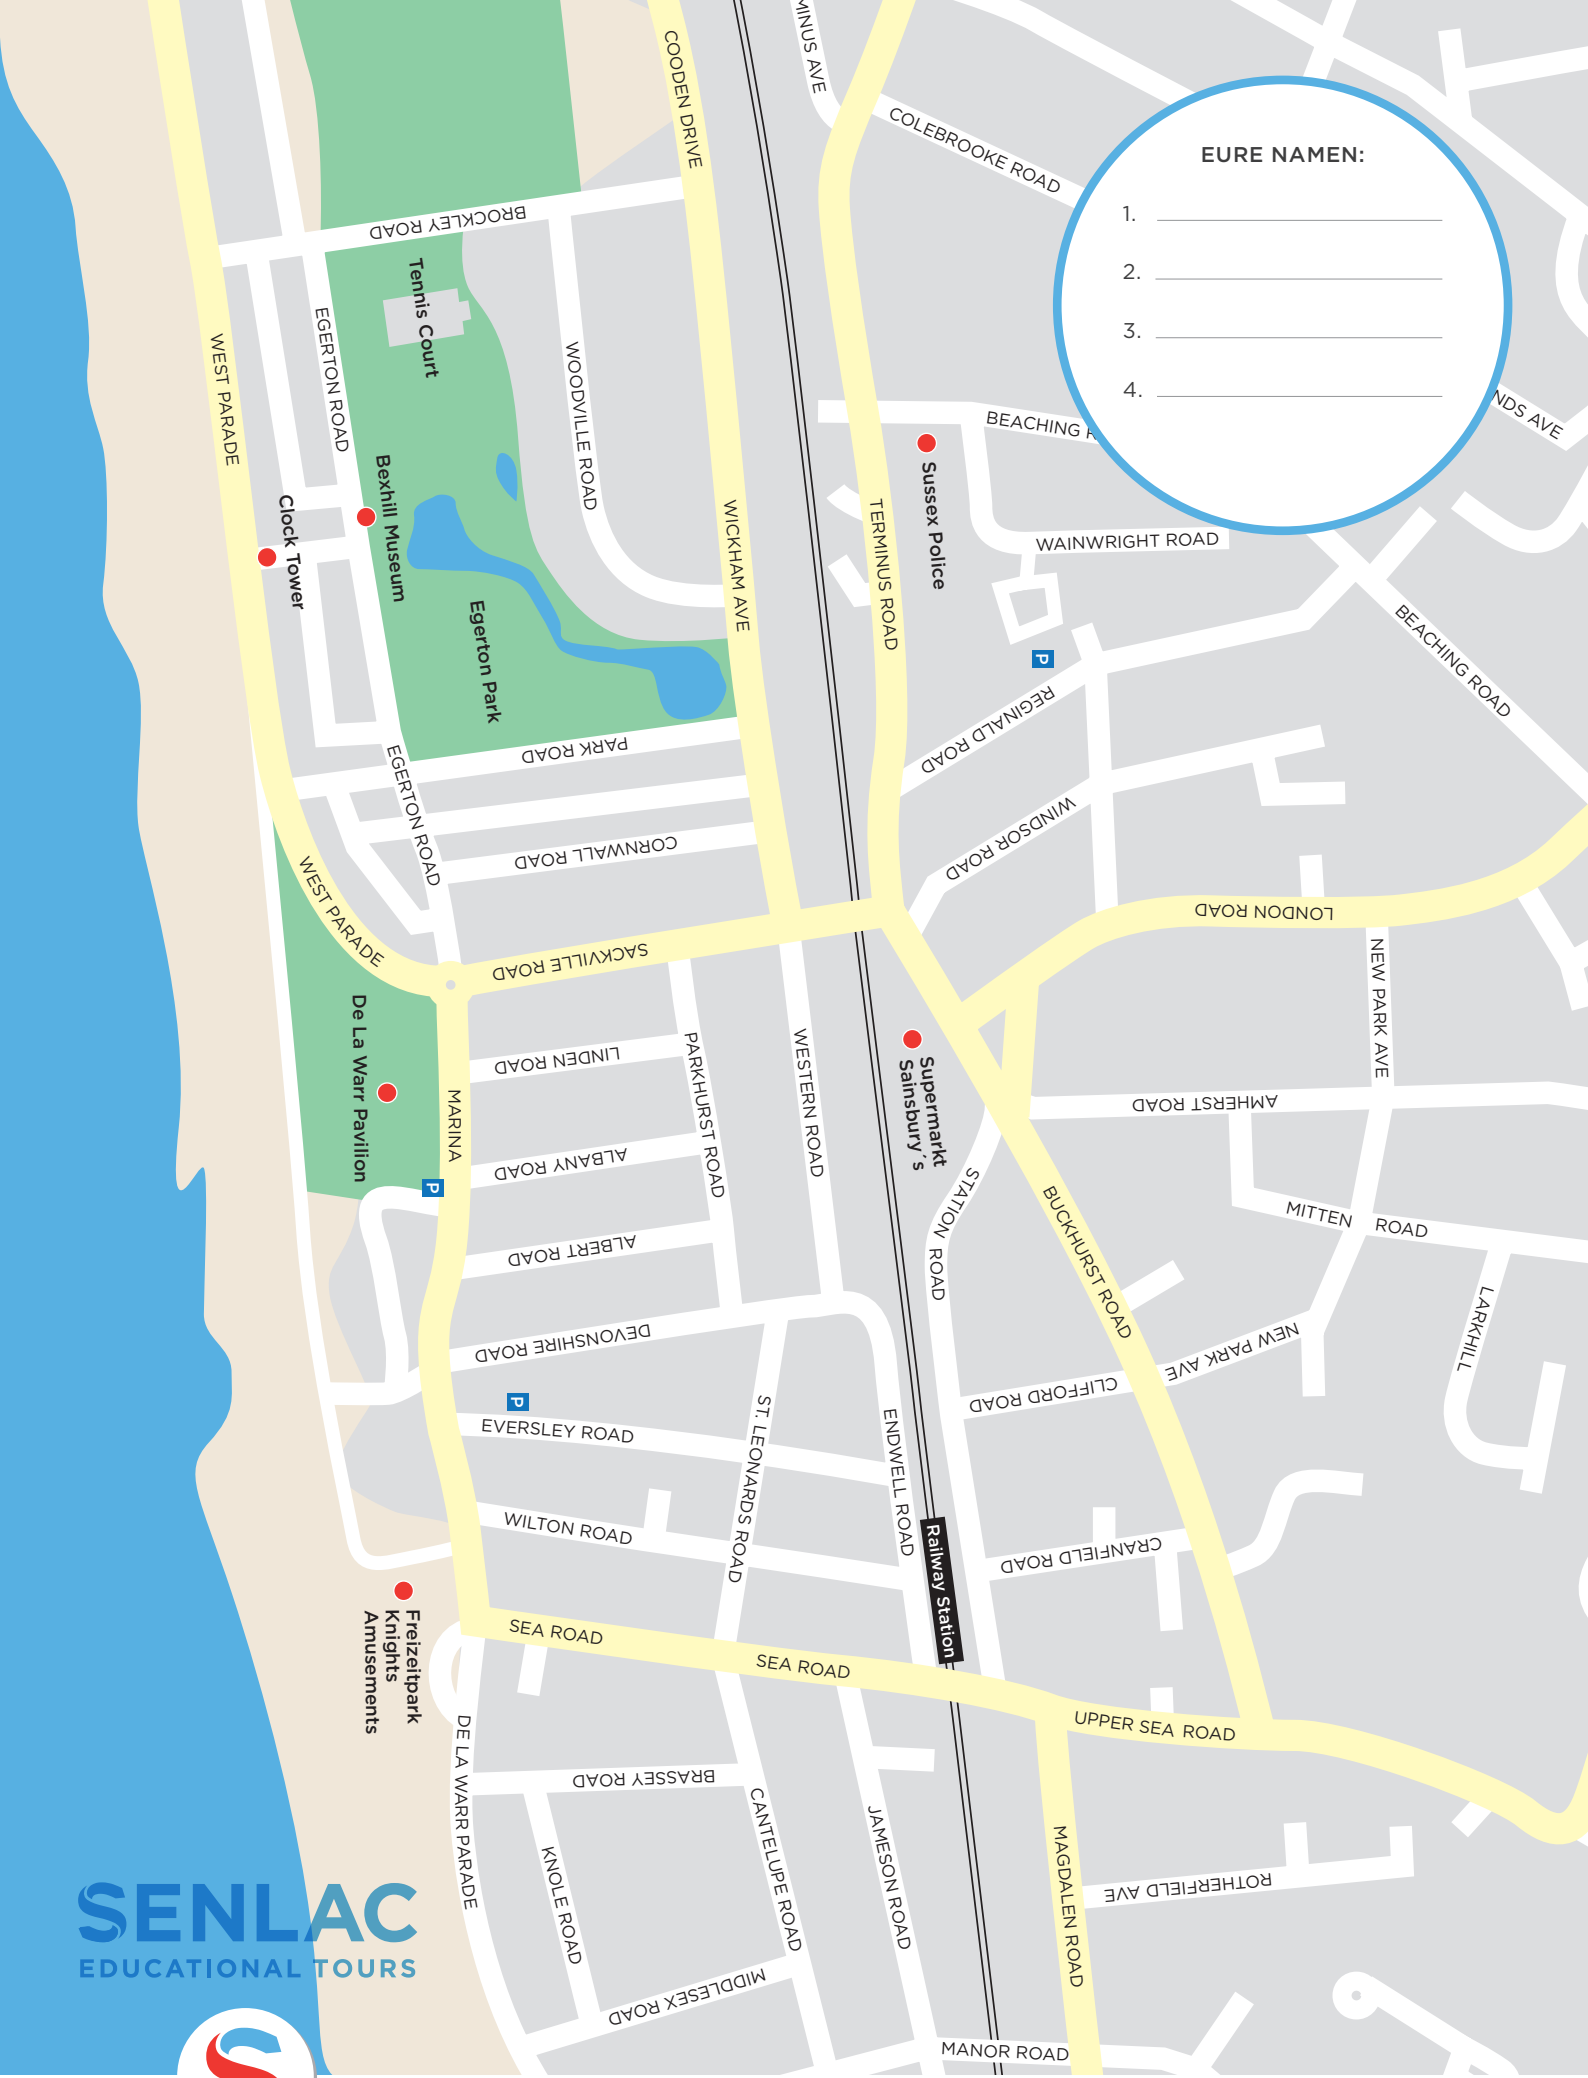 MINUS AVE
COODEN DRIVE
COLEBROOKE ROAD
EURE NAMEN:
1.
2.
3.
4.
BROCKLEY ROAD
Tennis Court
EGERTON ROAD
WEST PARADE
WOODVILLE ROAD
BEACHING R
NDS AVE
Sussex Police
Bexhill Museum
Clock Tower
WICKHAM AVE
TERMINUS ROAD
WAINWRIGHT ROAD
BEACHING ROAD
Egerton Park
P
REGINALD ROAD
PARK ROAD
EGERTON ROAD
WINDSOR ROAD
CORNWALL ROAD
WEST PARADE
LONDON ROAD
SACKVILLE ROAD
NEW PARK AVE
De La Warr Pavilion
LINDEN ROAD
PARKHURST ROAD
WESTERN ROAD
Supermarkt
Sainsbury´s
MARINA
AMHERST ROAD
ALBANY ROAD
P
STATION ROAD
BUCKHURST ROAD
MITTEN ROAD
ALBERT ROAD
LARKHILL
DEVONSHIRE ROAD
NEW PARK AVE
CLIFFORD ROAD
P
EVERSLEY ROAD
ST. LEONARDS ROAD
ENDWELL ROAD
WILTON ROAD
Railway Station
CRANFIELD ROAD
Freizeitpark
Knights
Amusements
SEA ROAD
SEA ROAD
UPPER SEA ROAD
DE LA WARR PARADE
BRASSEY ROAD
CANTELUPE ROAD
JAMESON ROAD
MAGDALEN ROAD
KNOLE ROAD
ROTHERFIELD AVE
MIDDLESEX ROAD
MANOR ROAD
SENLAC
EDUCATIONAL TOURS